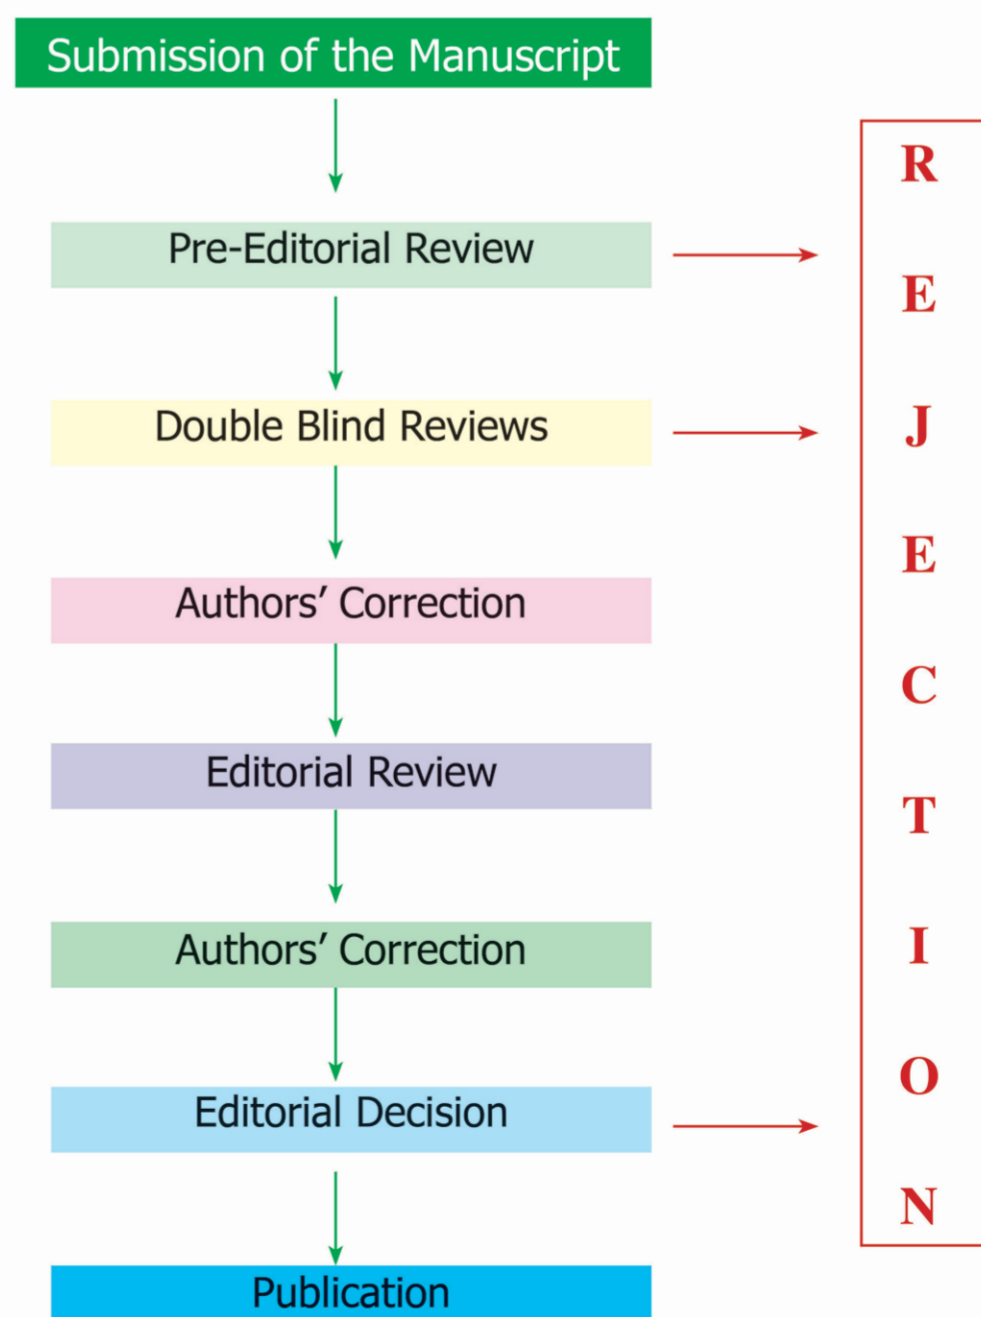 Submission of the Manuscript
Pre-Editorial Review
Double Blind Reviews
Authors’ Correction
Editorial Review
Authors’ Correction
Editorial Decision
Publication
R
E
J
E
C
T
I
O
N